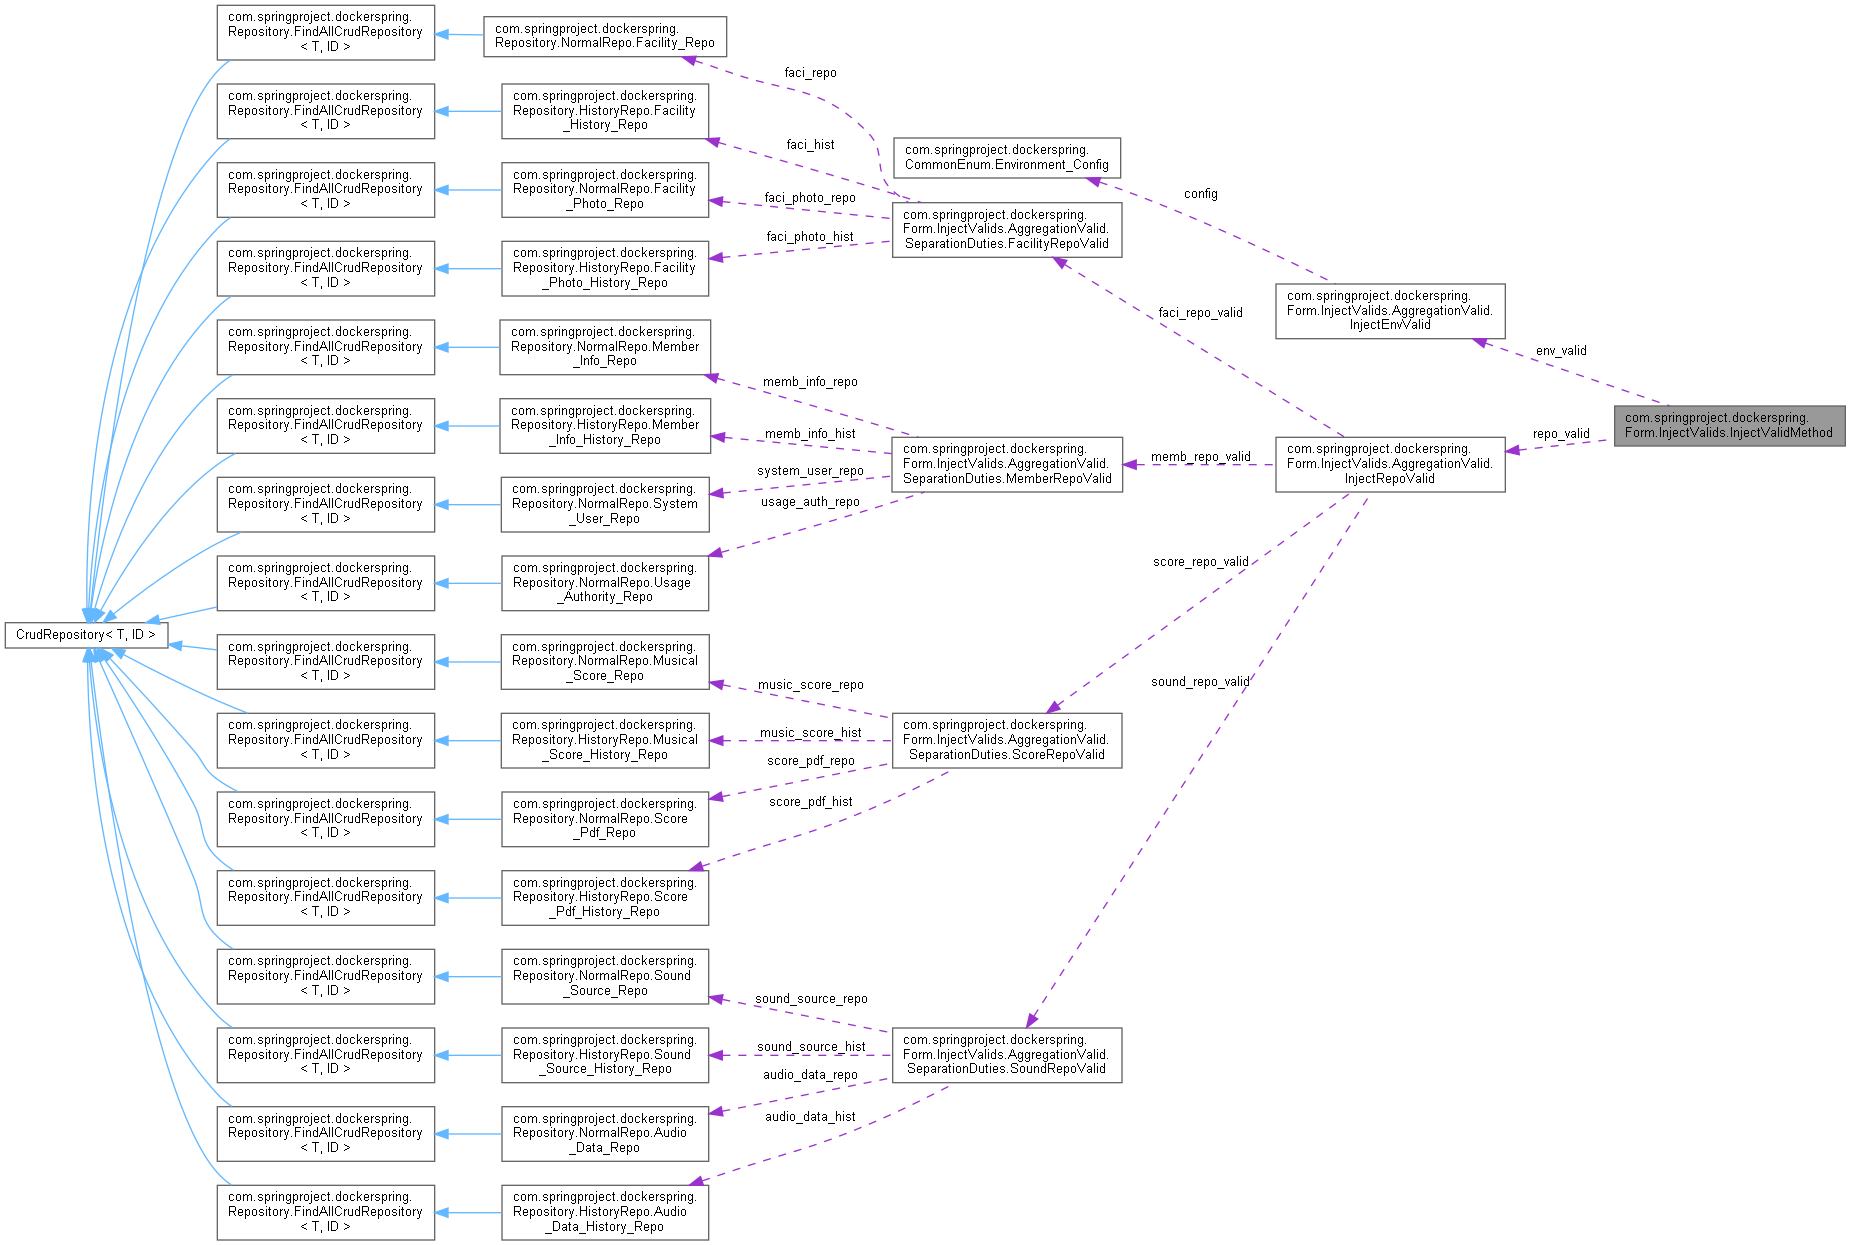 com.springproject.dockerspring.
Repository.FindAllCrudRepository
< T, ID >
com.springproject.dockerspring.
Repository.FindAllCrudRepository
< T, ID >
com.springproject.dockerspring.
Repository.FindAllCrudRepository
< T, ID >
com.springproject.dockerspring.
Repository.FindAllCrudRepository
< T, ID >
com.springproject.dockerspring.
Repository.FindAllCrudRepository
< T, ID >
com.springproject.dockerspring.
Repository.FindAllCrudRepository
< T, ID >
com.springproject.dockerspring.
Repository.FindAllCrudRepository
< T, ID >
com.springproject.dockerspring.
Repository.FindAllCrudRepository
< T, ID >
CrudRepository< T, ID >
com.springproject.dockerspring.
Repository.FindAllCrudRepository
< T, ID >
com.springproject.dockerspring.
Repository.FindAllCrudRepository
< T, ID >
com.springproject.dockerspring.
Repository.FindAllCrudRepository
< T, ID >
com.springproject.dockerspring.
Repository.FindAllCrudRepository
< T, ID >
com.springproject.dockerspring.
Repository.FindAllCrudRepository
< T, ID >
com.springproject.dockerspring.
Repository.FindAllCrudRepository
< T, ID >
com.springproject.dockerspring.
Repository.FindAllCrudRepository
< T, ID >
com.springproject.dockerspring.
Repository.FindAllCrudRepository
< T, ID >
com.springproject.dockerspring.
Repository.NormalRepo.Facility_Repo
com.springproject.dockerspring.
Repository.HistoryRepo.Facility
_History_Repo
com.springproject.dockerspring.
Repository.NormalRepo.Facility
_Photo_Repo
com.springproject.dockerspring.
Repository.HistoryRepo.Facility
_Photo_History_Repo
com.springproject.dockerspring.
Repository.NormalRepo.Member
_Info_Repo
com.springproject.dockerspring.
Repository.HistoryRepo.Member
_Info_History_Repo
com.springproject.dockerspring.
Repository.NormalRepo.System
_User_Repo
com.springproject.dockerspring.
Repository.NormalRepo.Usage
_Authority_Repo
com.springproject.dockerspring.
Repository.NormalRepo.Musical
_Score_Repo
com.springproject.dockerspring.
Repository.HistoryRepo.Musical
_Score_History_Repo
com.springproject.dockerspring.
Repository.NormalRepo.Score
_Pdf_Repo
com.springproject.dockerspring.
Repository.HistoryRepo.Score
_Pdf_History_Repo
com.springproject.dockerspring.
Repository.NormalRepo.Sound
_Source_Repo
com.springproject.dockerspring.
Repository.HistoryRepo.Sound
_Source_History_Repo
com.springproject.dockerspring.
Repository.NormalRepo.Audio
_Data_Repo
com.springproject.dockerspring.
Repository.HistoryRepo.Audio
_Data_History_Repo
faci_repo
faci_hist
faci_photo_repo
faci_photo_hist
memb_info_repo
memb_info_hist
system_user_repo
usage_auth_repo
music_score_repo
music_score_hist
score_pdf_repo
score_pdf_hist
sound_source_repo
sound_source_hist
audio_data_repo
audio_data_hist
com.springproject.dockerspring.
CommonEnum.Environment_Config
com.springproject.dockerspring.
Form.InjectValids.AggregationValid.
SeparationDuties.FacilityRepoValid
com.springproject.dockerspring.
Form.InjectValids.AggregationValid.
SeparationDuties.MemberRepoValid
com.springproject.dockerspring.
Form.InjectValids.AggregationValid.
SeparationDuties.ScoreRepoValid
com.springproject.dockerspring.
Form.InjectValids.AggregationValid.
SeparationDuties.SoundRepoValid
config
faci_repo_valid
memb_repo_valid
score_repo_valid
sound_repo_valid
com.springproject.dockerspring.
Form.InjectValids.AggregationValid.
InjectEnvValid
com.springproject.dockerspring.
Form.InjectValids.AggregationValid.
InjectRepoValid
env_valid
repo_valid
com.springproject.dockerspring.
Form.InjectValids.InjectValidMethod